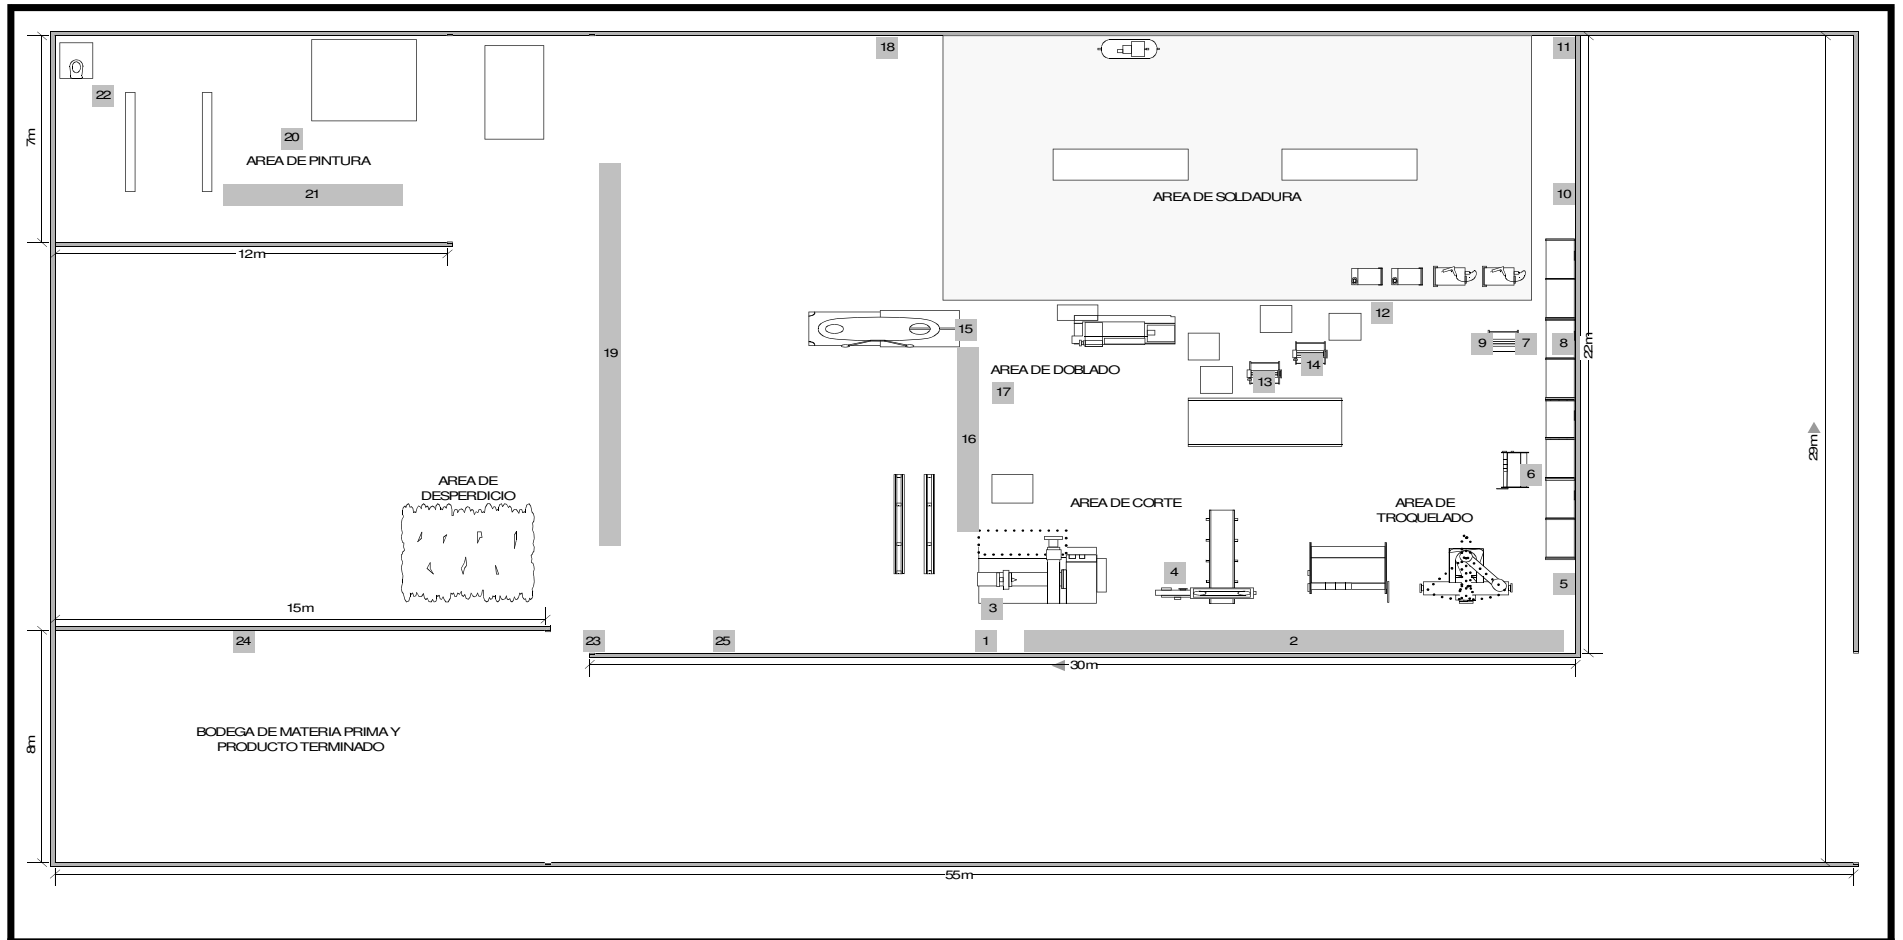 18
11
22
7m
20
AREA DE PINTURA
21
10
AREA DE SOLDADURA
12m
12
15
19
9
7
8
22m
AREA DE DOBLADO
14
13
17
16
29m
AREA DE
DESPERDICIO
6
AREA DE CORTE
AREA DE
TROQUELADO
4
5
3
15m
24
23
25
1
2
30m
BODEGA DE MATERIA PRIMA Y
PRODUCTO TERMINADO
8m
55m